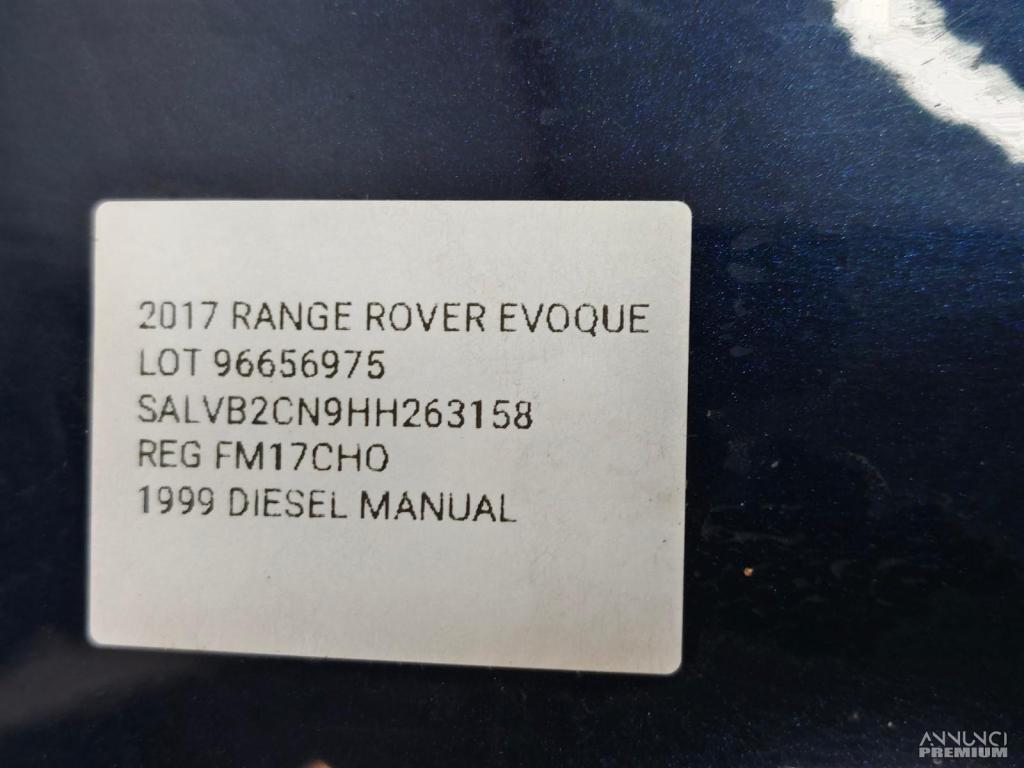 2017 RANGE ROVER EVOQUE
LOT 96656975
SALVB2CN9HH263158
REG FM17CHO
1999 DIESEL MANUAL
ANNUNCI
PREMIUM